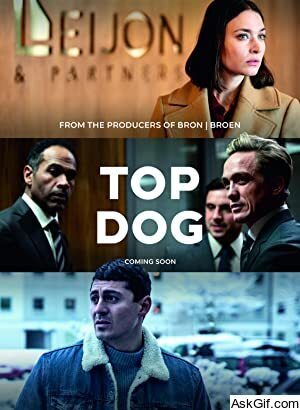 LEIJON
& PARTNERS
FROM THE PRODUCERS OF BRON | BROEN
TOP
DOG
COMING SOON
AskGif.com